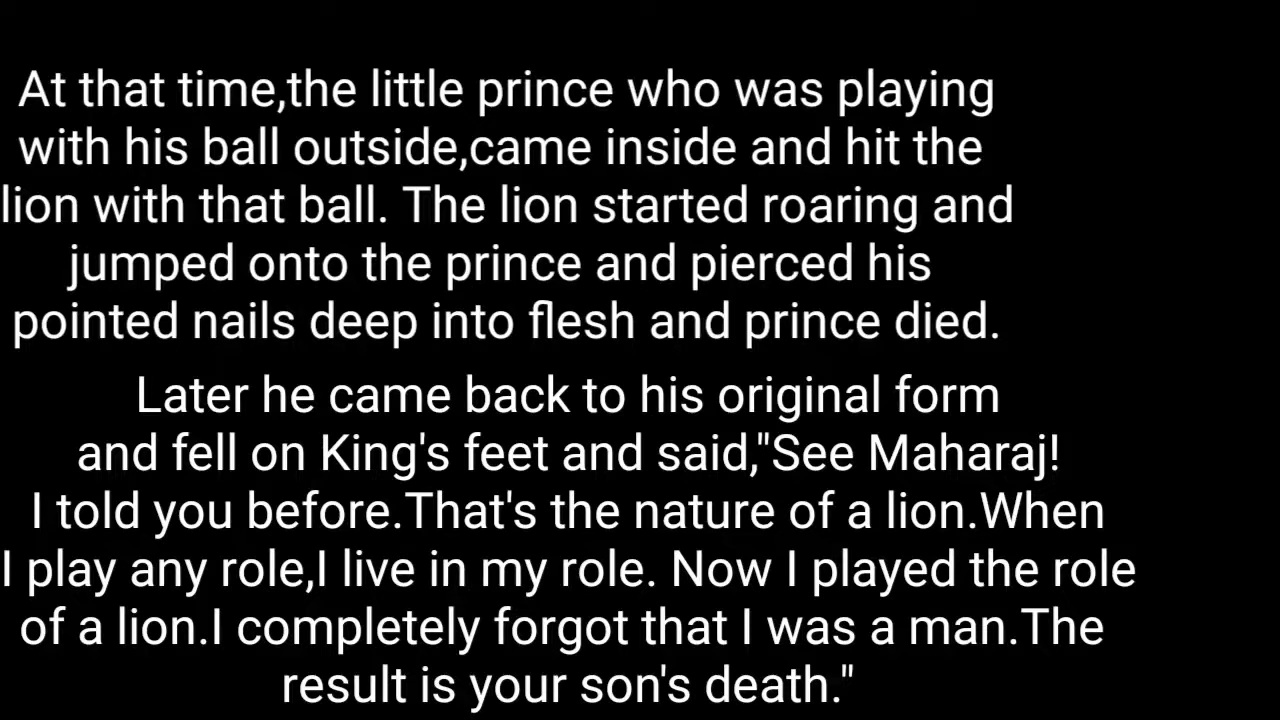 At that time,the little prince who was playing
with his ball outside,came inside and hit the
lion with that ball. The lion started roaring and
jumped onto the prince and pierced his
pointed nails deep into flesh and prince died.
Later he came back to his original form
and fell on King's feet and said,"See Maharaj!
I told you before.That's the nature of a lion.When
I play any role,I live in my role. Now I played the role
of a lion.I completely forgot that I was a man.The
result is your son's death."